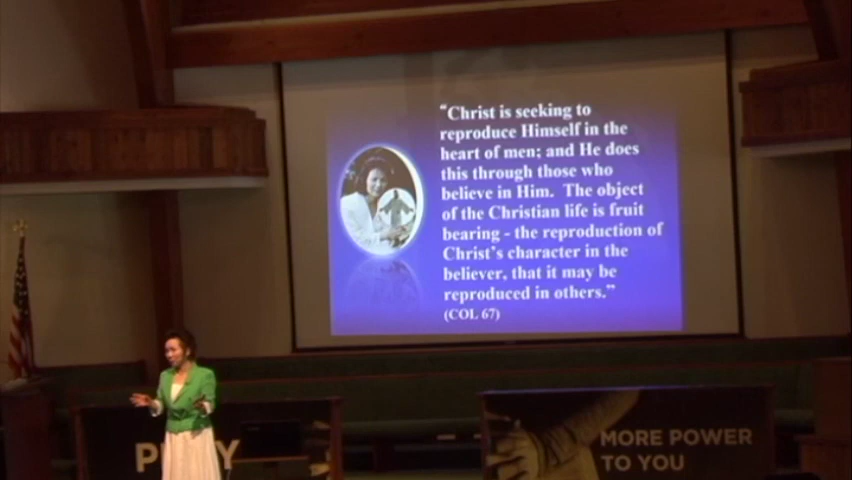 “Christ is seeking to
reproduce Himself in the
heart of men; and He does
this through those who
believe in Him. The object
of the Christian life is fruit
bearing - the reproduction of
Christ’s character in the
believer, that it may be
reproduced in others.”
(COL 67)
MORE POWER
TO YOU